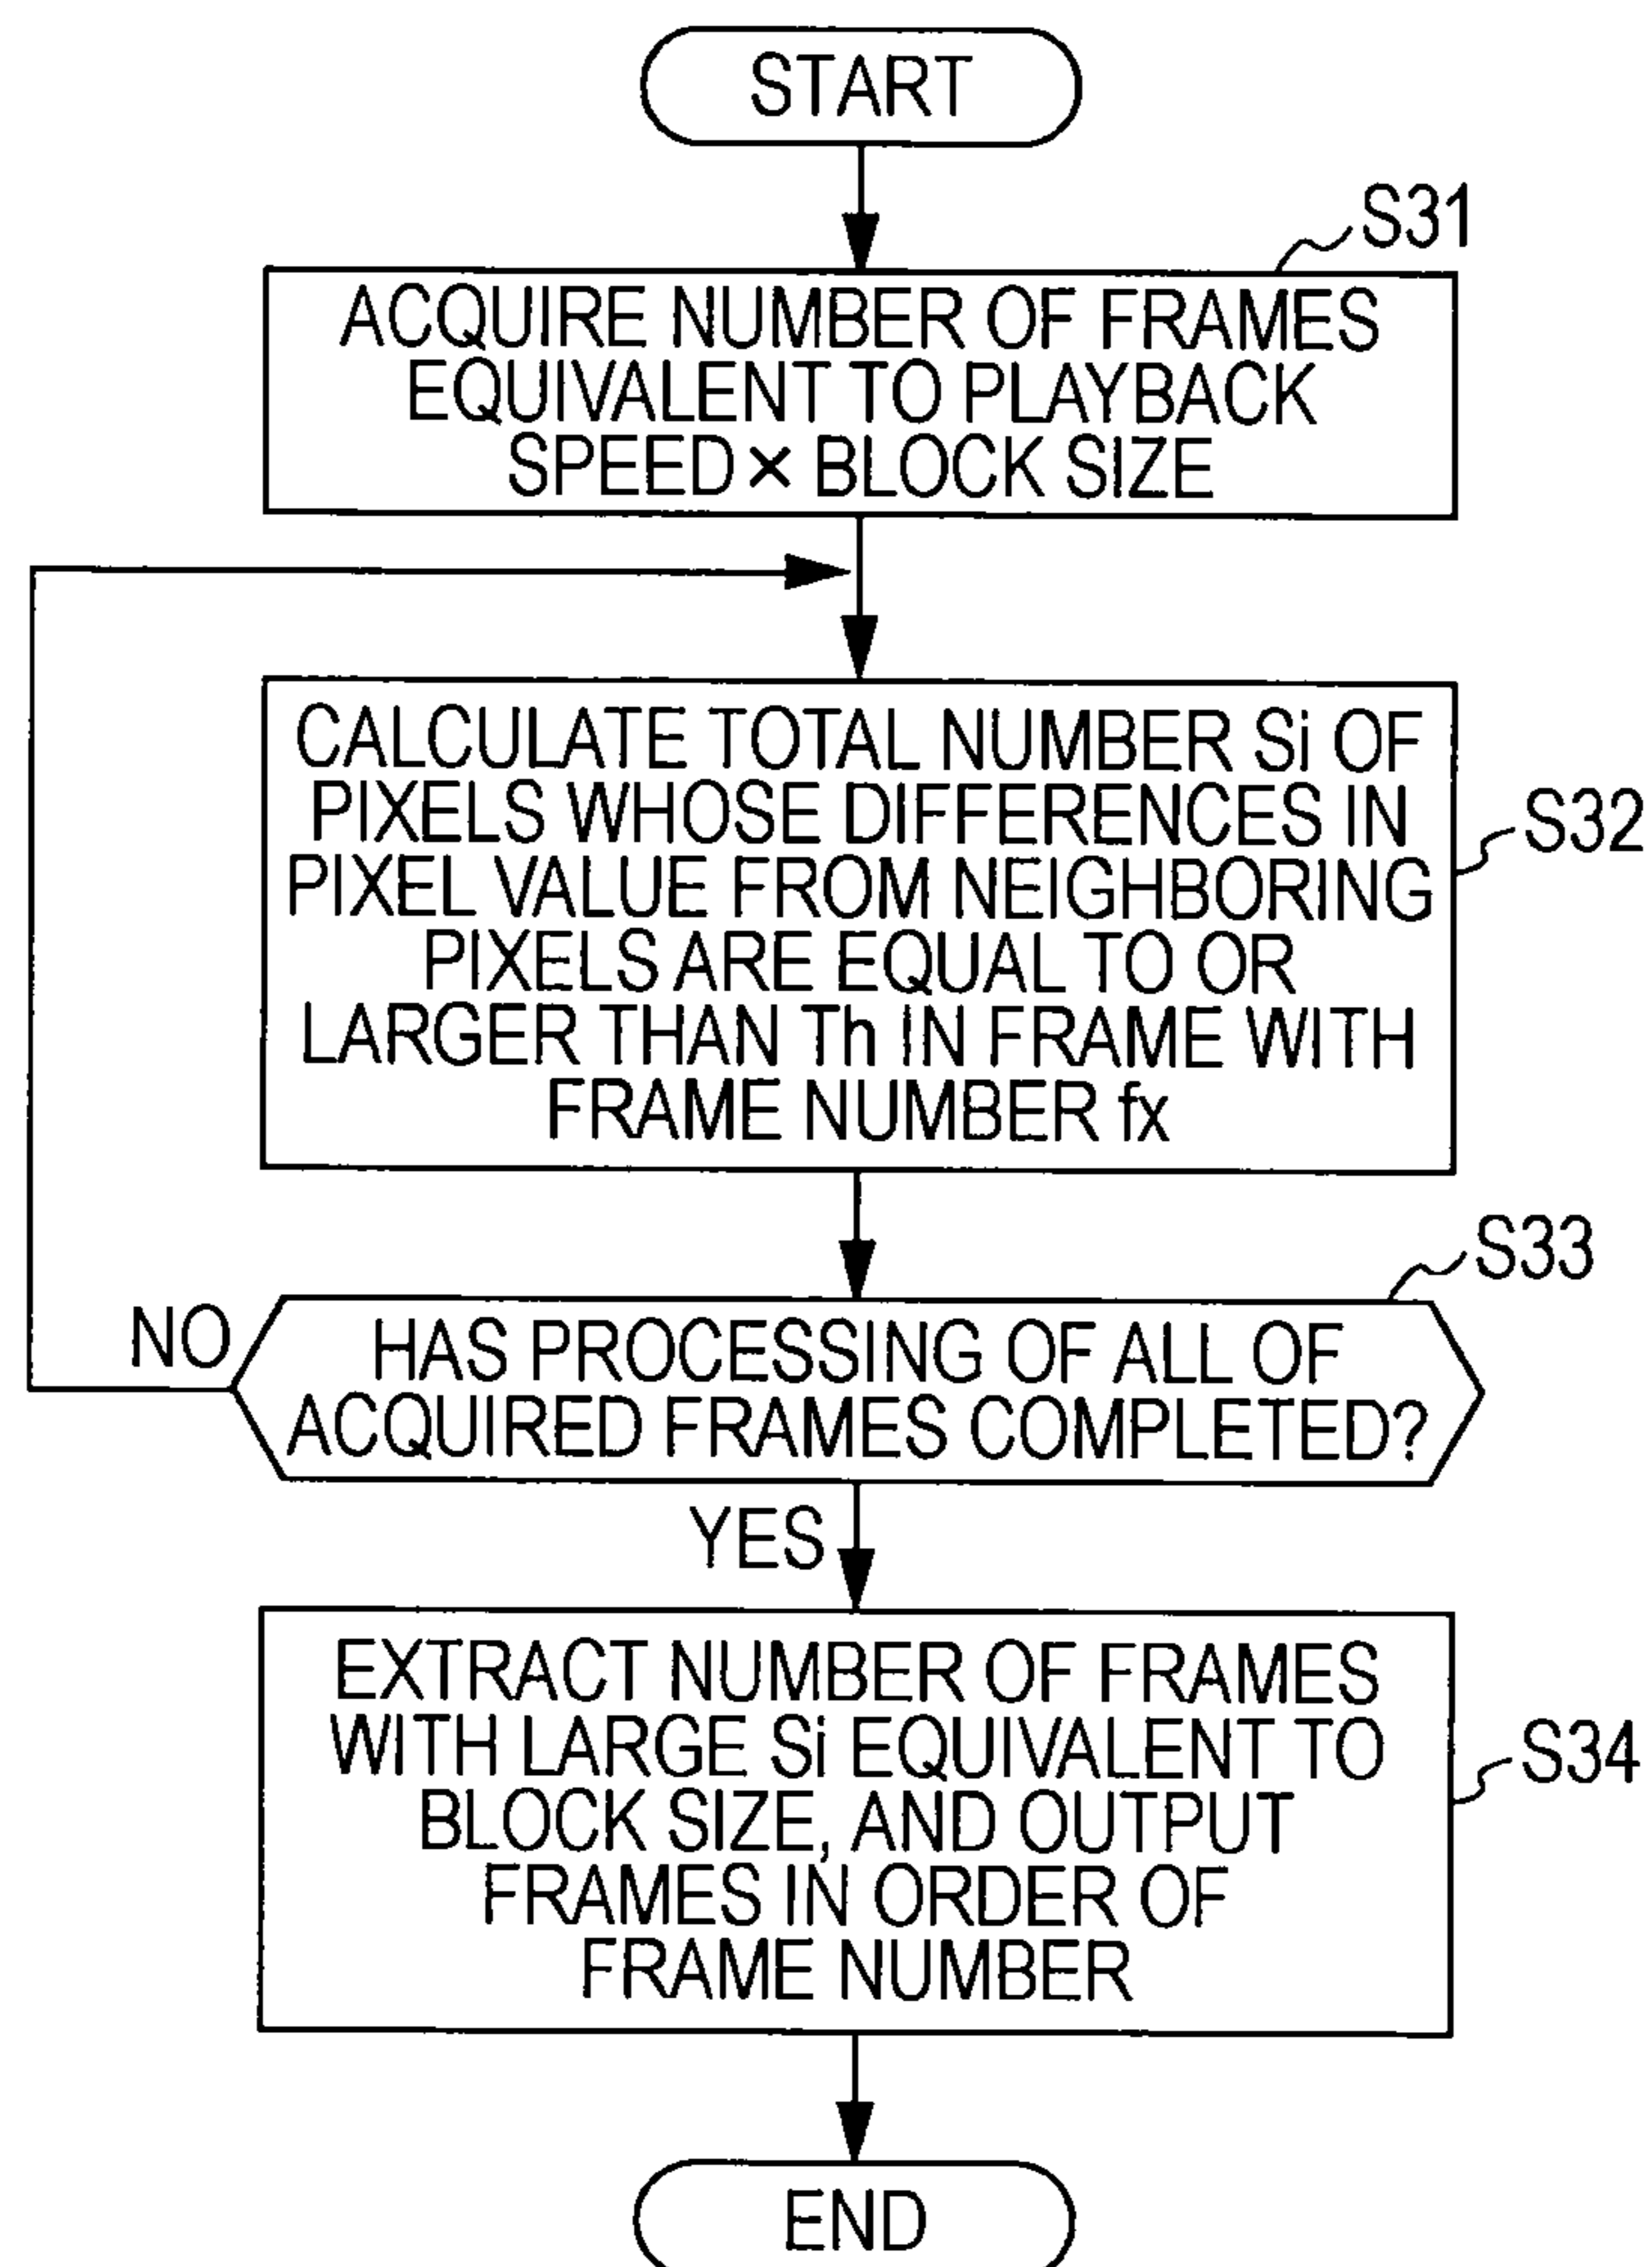 START
S31
ACQUIRE NUMBER OF FRAMES
EQUIVALENT TO PLAYBACK
SPEED × BLOCK SIZE
CALCULATE TOTAL NUMBER Si OF
PIXELS WHOSE DIFFERENCES IN
PIXEL VALUE FROM NEIGHBORING
PIXELS ARE EQUAL TO OR
LARGER THAN Th IN FRAME WITH
FRAME NUMBER fx
S32
S33
NO
HAS PROCESSING OF ALL OF
ACQUIRED FRAMES COMPLETED?
YES
EXTRACT NUMBER OF FRAMES
WITH LARGE Si EQUIVALENT TO
BLOCK SIZE, AND OUTPUT
FRAMES IN ORDER OF
FRAME NUMBER
S34
END